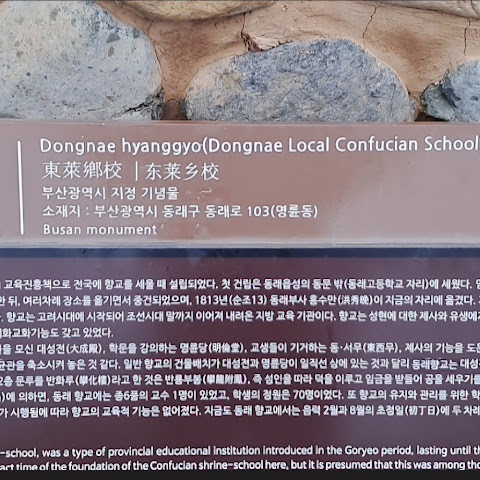 Dongnae hyanggyo(Dongnae Local Confucian School
東萊鄕校 | 东莱乡校
부산광역시 지정 기념물
소재지 : 부산광역시 동래구 동래로 103(명륜동)
Busan monument
교육진흥책으로 전국에 향교를 세울 때 설립되었다. 첫 건립은 동래읍성의 동문 밖(동래고등학교 자리)에 세웠다.
한 뒤, 여러차례 장소를 옮기면서 중건되었으며, 1813년(순조13) 동래부사 홍수만(洪秀晩)이 지금의 자리에 옮겼다.
향교는 고려시대에 시작되어 조선시대 말까지 이어져 내려온 지방 교육 기관이다. 향교는 성현에 대한 제사와 유생에게
교화기능도 갖고 있었다.
을 모신 대성전(大成殿), 학문을 강의하는 명륜당(明倫堂), 교생들이 기거하는 동·서무(東西무), 제사의 기능을 도운
균관을 축소시켜 놓은 것 같다. 일반 향교의 건물배치가 대성전과 명륜당이 일직선 상에 있는 것과 달리 동래향교는 대성전
2층 문루를 반화루(攀化樓)라고 한 것은 반룡부봉(攀龍附鳳), 즉 성인을 따라 덕을 이루고 임금을 받들어 공을 세우기를
에 의하면, 동래 향교에는 종6품의 교수 1명이 있었고, 학생의 정원은 70명이었다. 또 향교의 유지와 관리를 위한 학
가 시행됨에 따라 향교의 교육적 기능은 없어졌다. 지금도 동래 향교에서는 음력 2월과 8월의 초정일(初丁日)에 두 차례
-school, was a type of provincial educational institution introduced in the Goryeo period, lasting until th
act time of the foundation of the Confucian shrine-school here, but it is presumed that this was among tho